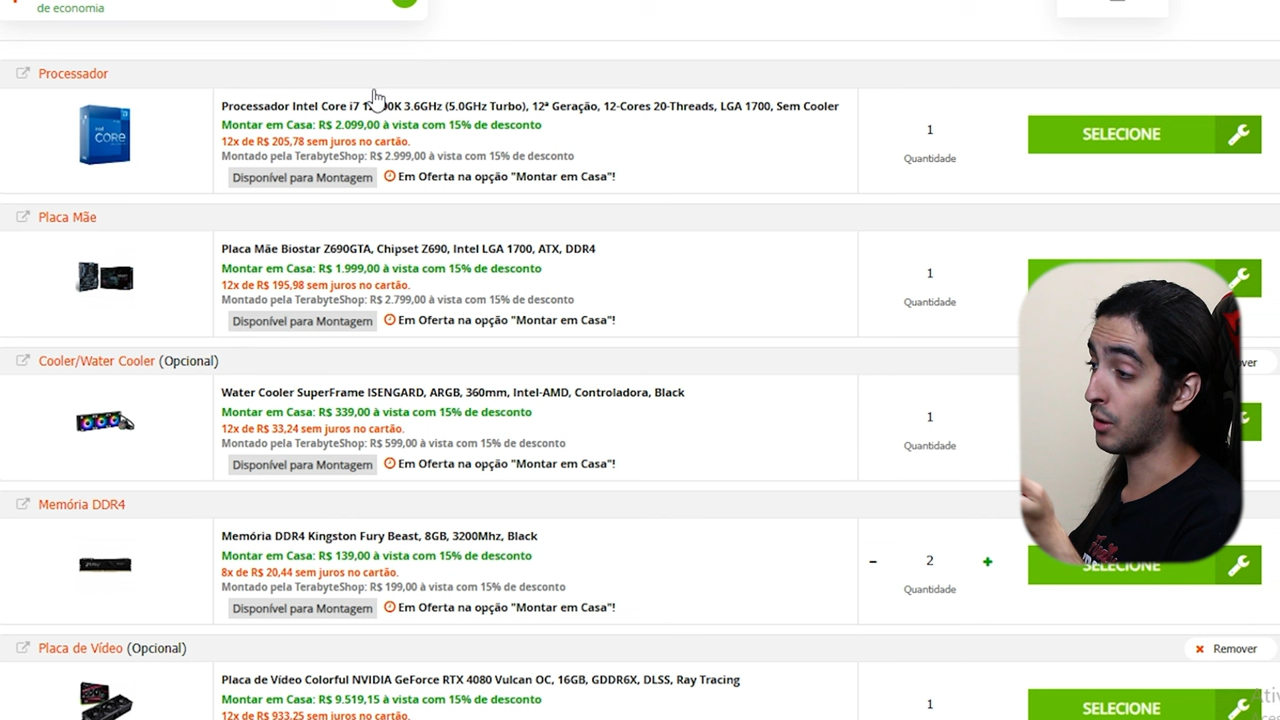 de economia
Processador
Processador Intel Core i7 3.6GHz (5.0GHz Turbo), 12ª Geração, 12-Cores 20-Threads, LGA 1700, Sem Cooler
Montar em Casa: R$ 2.099,00 à vista com 15% de desconto
12x de R$ 205,78 sem juros no cartão.
Montado pela TerabyteShop: R$ 2.999,00 à vista com 15% de desconto
Disponível para Montagem Em Oferta na opção "Montar em Casa"!
1
Quantidade
SELECIONE
intel
CORE
Placa Mãe
Placa Mãe Biostar Z690GTA, Chipset Z690, Intel LGA 1700, ATX, DDR4
Montar em Casa: R$ 1.999,00 à vista com 15% de desconto
12x de R$ 195,98 sem juros no cartão.
Montado pela TerabyteShop: R$ 2.799,00 à vista com 15% de desconto
Disponível para Montagem Em Oferta na opção "Montar em Casa"!
1
Quantidade
Cooler/Water Cooler (Opcional)
Water Cooler SuperFrame ISENGARD, ARGB, 360mm, Intel-AMD, Controladora, Black
Montar em Casa: R$ 339,00 à vista com 15% de desconto
12x de R$ 33,24 sem juros no cartão.
Montado pela TerabyteShop: R$ 599,00 à vista com 15% de desconto
Disponível para Montagem Em Oferta na opção "Montar em Casa"!
1
Quantidade
Memória DDR4
Memória DDR4 Kingston Fury Beast, 8GB, 3200Mhz, Black
Montar em Casa: R$ 139,00 à vista com 15% de desconto
8x de R$ 20,44 sem juros no cartão.
Montado pela TerabyteShop: R$ 199,00 à vista com 15% de desconto
Disponível para Montagem Em Oferta na opção "Montar em Casa"!
- 2 +
Quantidade
SELECIONE
Placa de Vídeo (Opcional)
Remover
Placa de Vídeo Colorful NVIDIA GeForce RTX 4080 Vulcan OC, 16GB, GDDR6X, DLSS, Ray Tracing
Montar em Casa: R$ 9.519,15 à vista com 15% de desconto
12x de R$ 933,25 sem juros no cartão.
1
SELECIONE